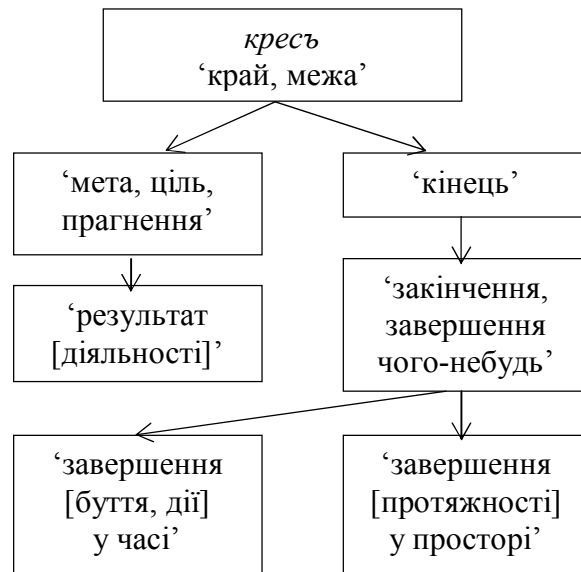 кресъ
‘край, межа’
‘мета, ціль,
прагнення’
‘кінець’
‘результат
[діяльності]’
‘закінчення,
завершення
чого-небудь’
‘завершення
[буття, дії]
у часі’
‘завершення
[протяжності]
у просторі’